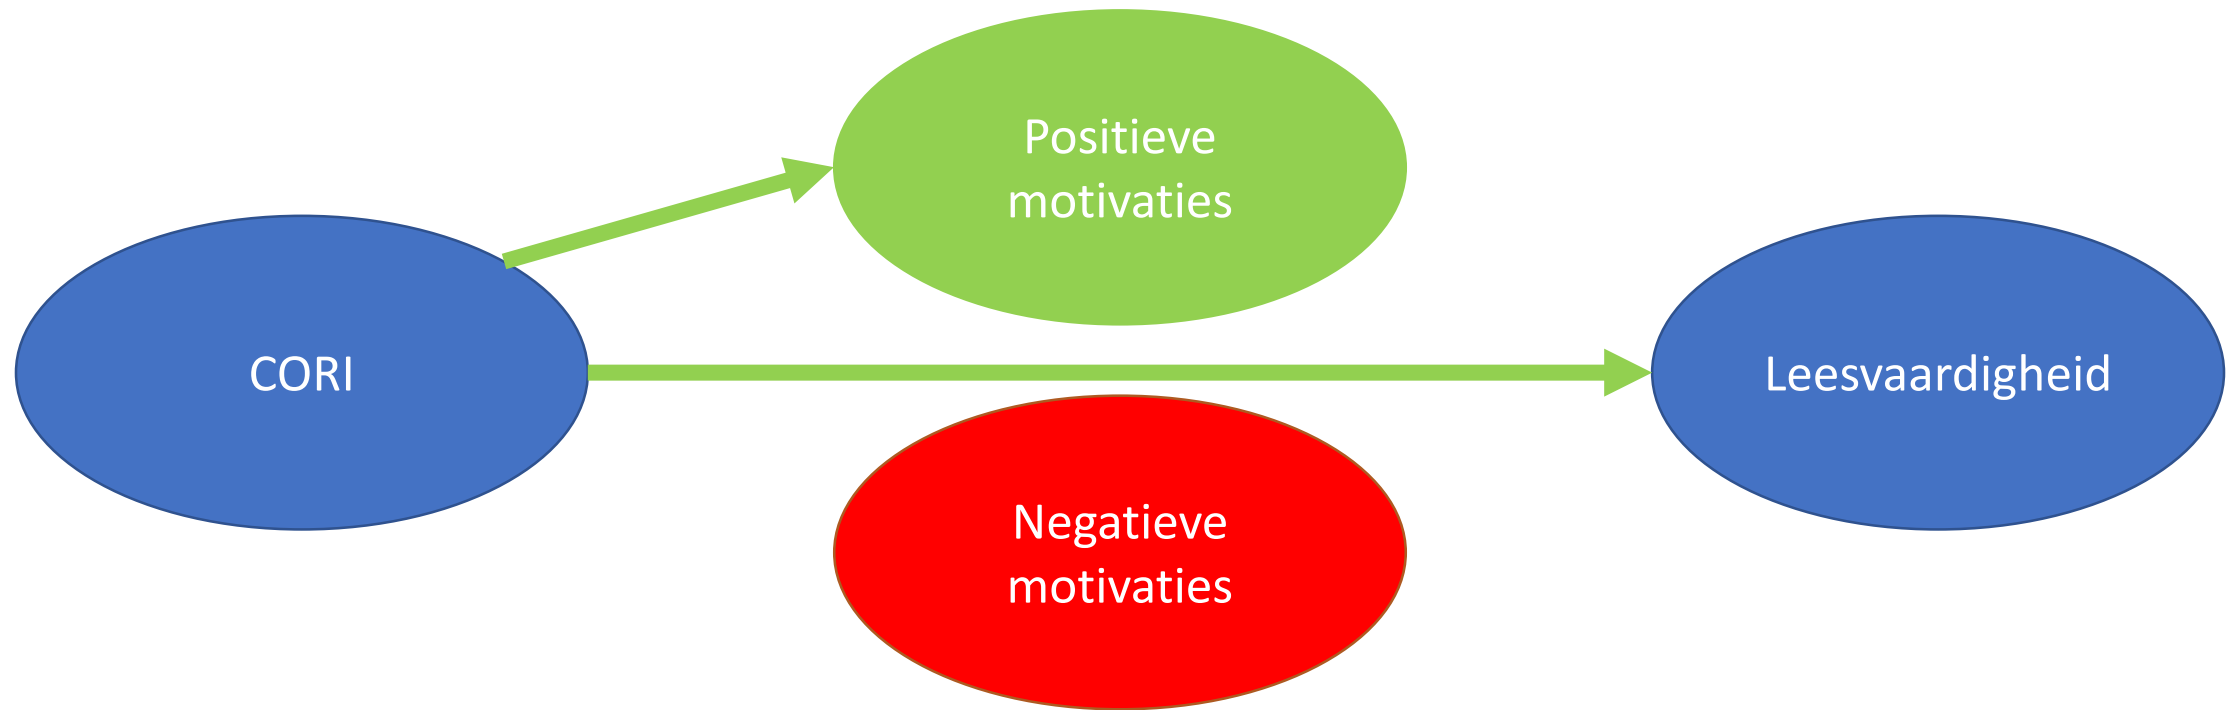 Positieve
motivaties
CORI
Leesvaardigheid
Negatieve
motivaties